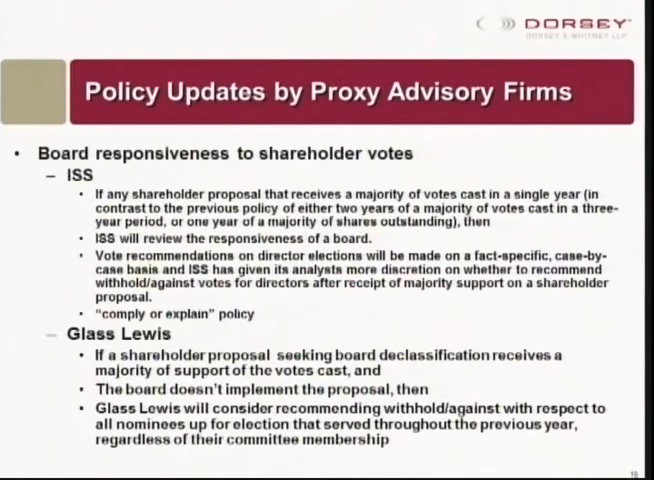 DORSEY™
DORSEY & WHITNEY LLP
Policy Updates by Proxy Advisory Firms
• Board responsiveness to shareholder votes
– ISS
• If any shareholder proposal that receives a majority of votes cast in a single year (in
contrast to the previous policy of either two years of a majority of votes cast in a three-
year period, or one year of a majority of shares outstanding), then
• ISS will review the responsiveness of a board.
• Vote recommendations on director elections will be made on a fact-specific, case-by-
case basis and ISS has given its analysts more discretion on whether to recommend
withhold/against votes for directors after receipt of majority support on a shareholder
proposal.
• “comply or explain” policy
– Glass Lewis
• If a shareholder proposal seeking board declassification receives a
majority of support of the votes cast, and
• The board doesn’t implement the proposal, then
• Glass Lewis will consider recommending withhold/against with respect to
all nominees up for election that served throughout the previous year,
regardless of their committee membership